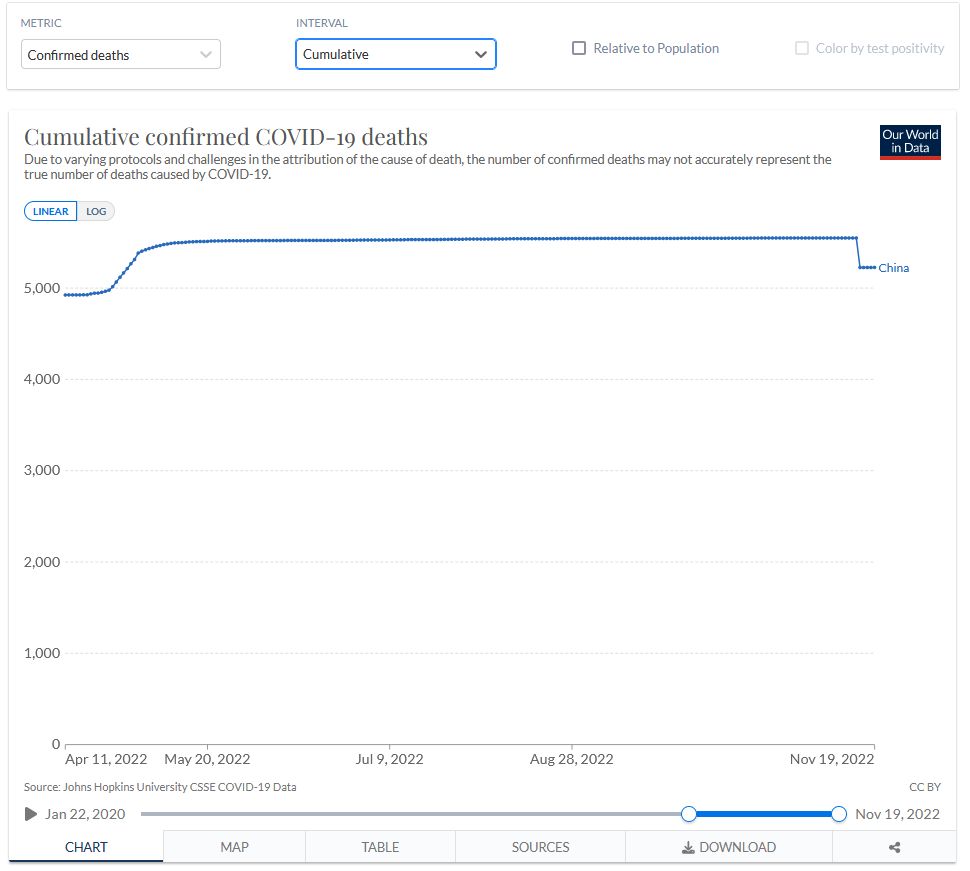 METRIC
INTERVAL
Confirmed deaths
Cumulative
Relative to Population
Color by test positivity
Cumulative confirmed COVID-19 deaths
Our World
in Data
Due to varying protocols and challenges in the attribution of the cause of death, the number of confirmed deaths may not accurately represent the
true number of deaths caused by COVID-19.
LINEAR LOG
China
5,000
4,000
3,000
2,000
1,000
0
Apr 11, 2022 May 20, 2022 Jul 9, 2022 Aug 28, 2022 Nov 19, 2022
Source: Johns Hopkins University CSSE COVID-19 Data
CC BY
Jan 22, 2020
Nov 19, 2022
CHART MAP TABLE SOURCES DOWNLOAD